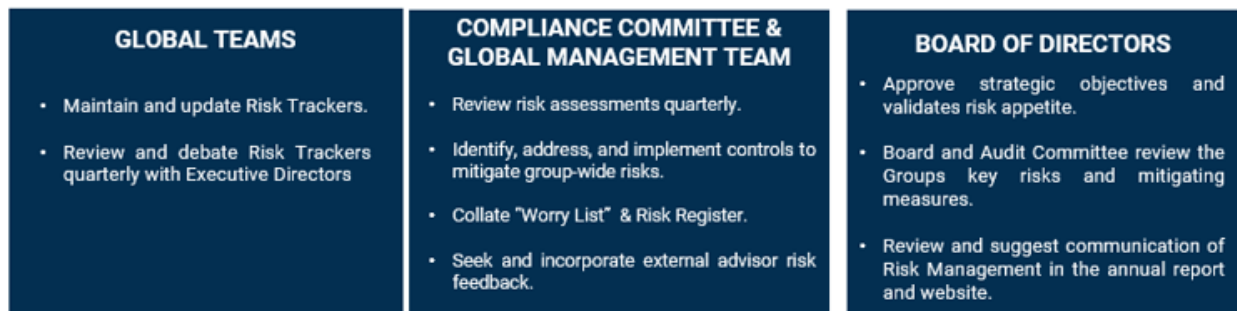 GLOBAL TEAMS
• Maintain and update Risk Trackers.
• Review and debate Risk Trackers
quarterly with Executive Directors
COMPLIANCE COMMITTEE &
GLOBAL MANAGEMENT TEAM
• Review risk assessments quarterly.
• Identify, address, and implement controls to
mitigate group-wide risks.
• Collate "Worry List" & Risk Register.
• Seek and incorporate external advisor risk
feedback.
BOARD OF DIRECTORS
• Approve strategic objectives and
validates risk appetite.
• Board and Audit Committee review the
Groups key risks and mitigating
measures.
• Review and suggest communication of
Risk Management in the annual report
and website.